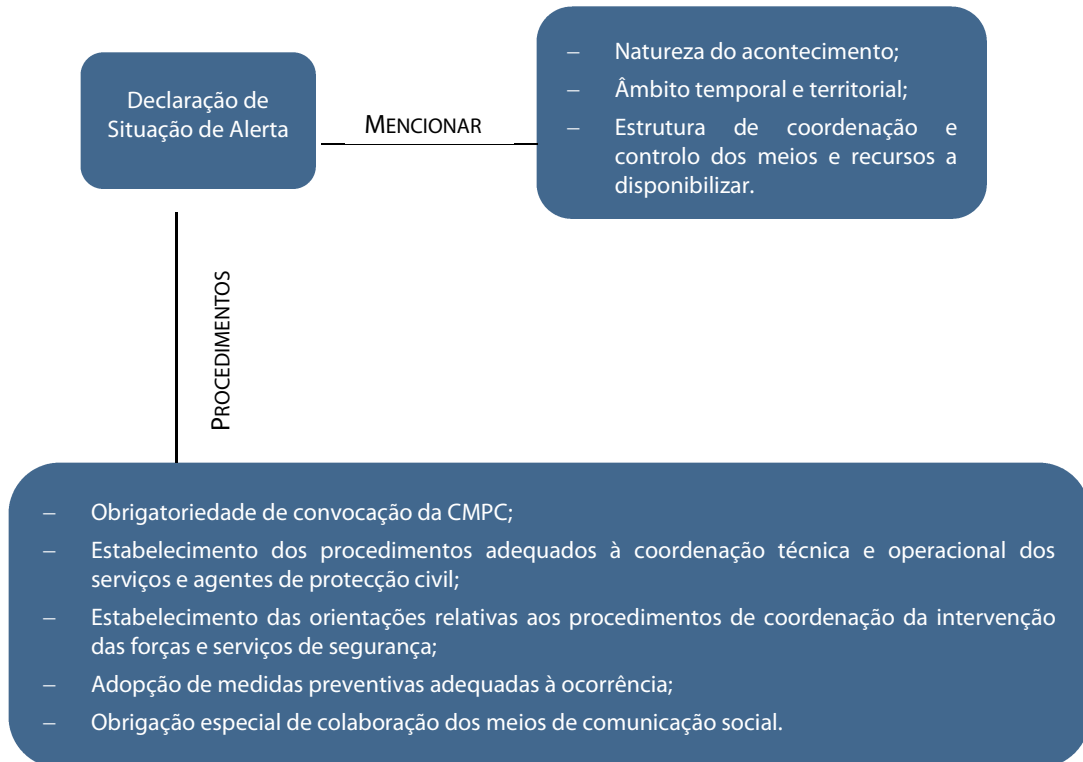 Declaração de
Situação de Alerta
MENCIONAR
– Natureza do acontecimento;
– Âmbito temporal e territorial;
– Estrutura de coordenação e
controlo dos meios e recursos a
disponibilizar.
PROCEDIMENTOS
– Obrigatoriedade de convocação da CMPC;
– Estabelecimento dos procedimentos adequados à coordenação técnica e operacional dos
serviços e agentes de protecção civil;
– Estabelecimento das orientações relativas aos procedimentos de coordenação da intervenção
das forças e serviços de segurança;
– Adopção de medidas preventivas adequadas à ocorrência;
– Obrigação especial de colaboração dos meios de comunicação social.